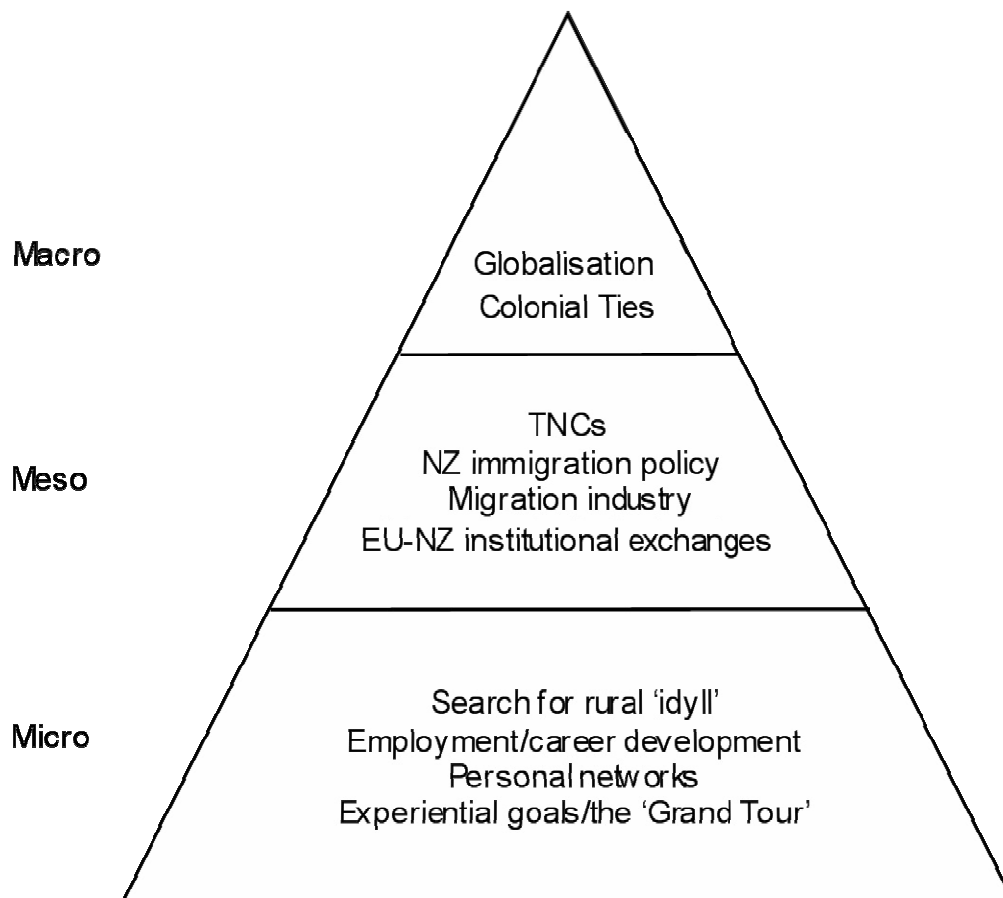 Macro
Globalisation
Colonial Ties
Meso
TNCs
NZ immigration policy
Migration industry
EU-NZ institutional exchanges
Micro
Search for rural ‘idyll’
Employment/career development
Personal networks
Experiential goals/the ‘Grand Tour’